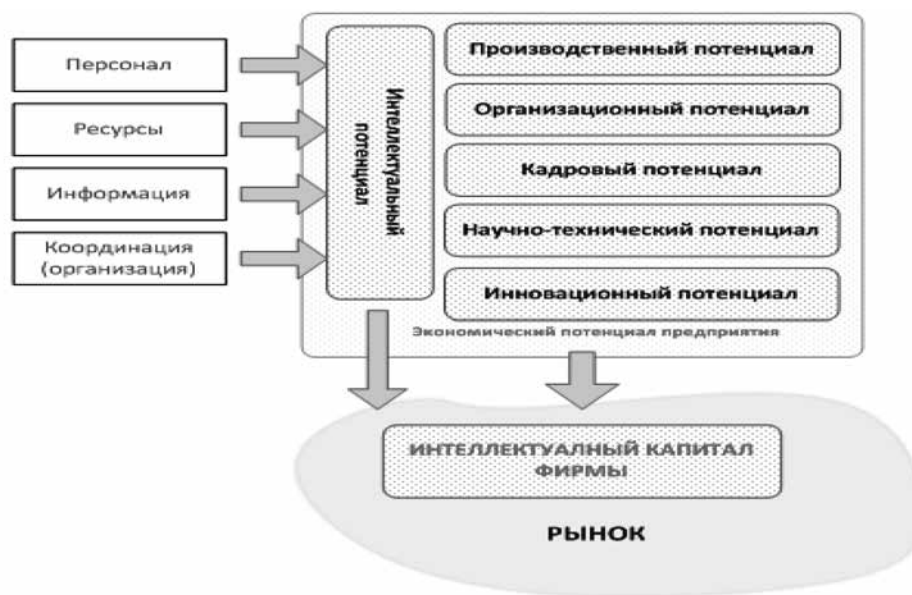 Персонал
Ресурсы
Информация
Координация
(организация)
Интеллектуальный
потенциал
Производственный потенциал
Организационный потенциал
Кадровый потенциал
Научно-технический потенциал
Инновационный потенциал
Экономический потенциал предприятия
ИНТЕЛЛЕКТУАЛНЫЙ КАПИТАЛ
ФИРМЫ
РЫНОК